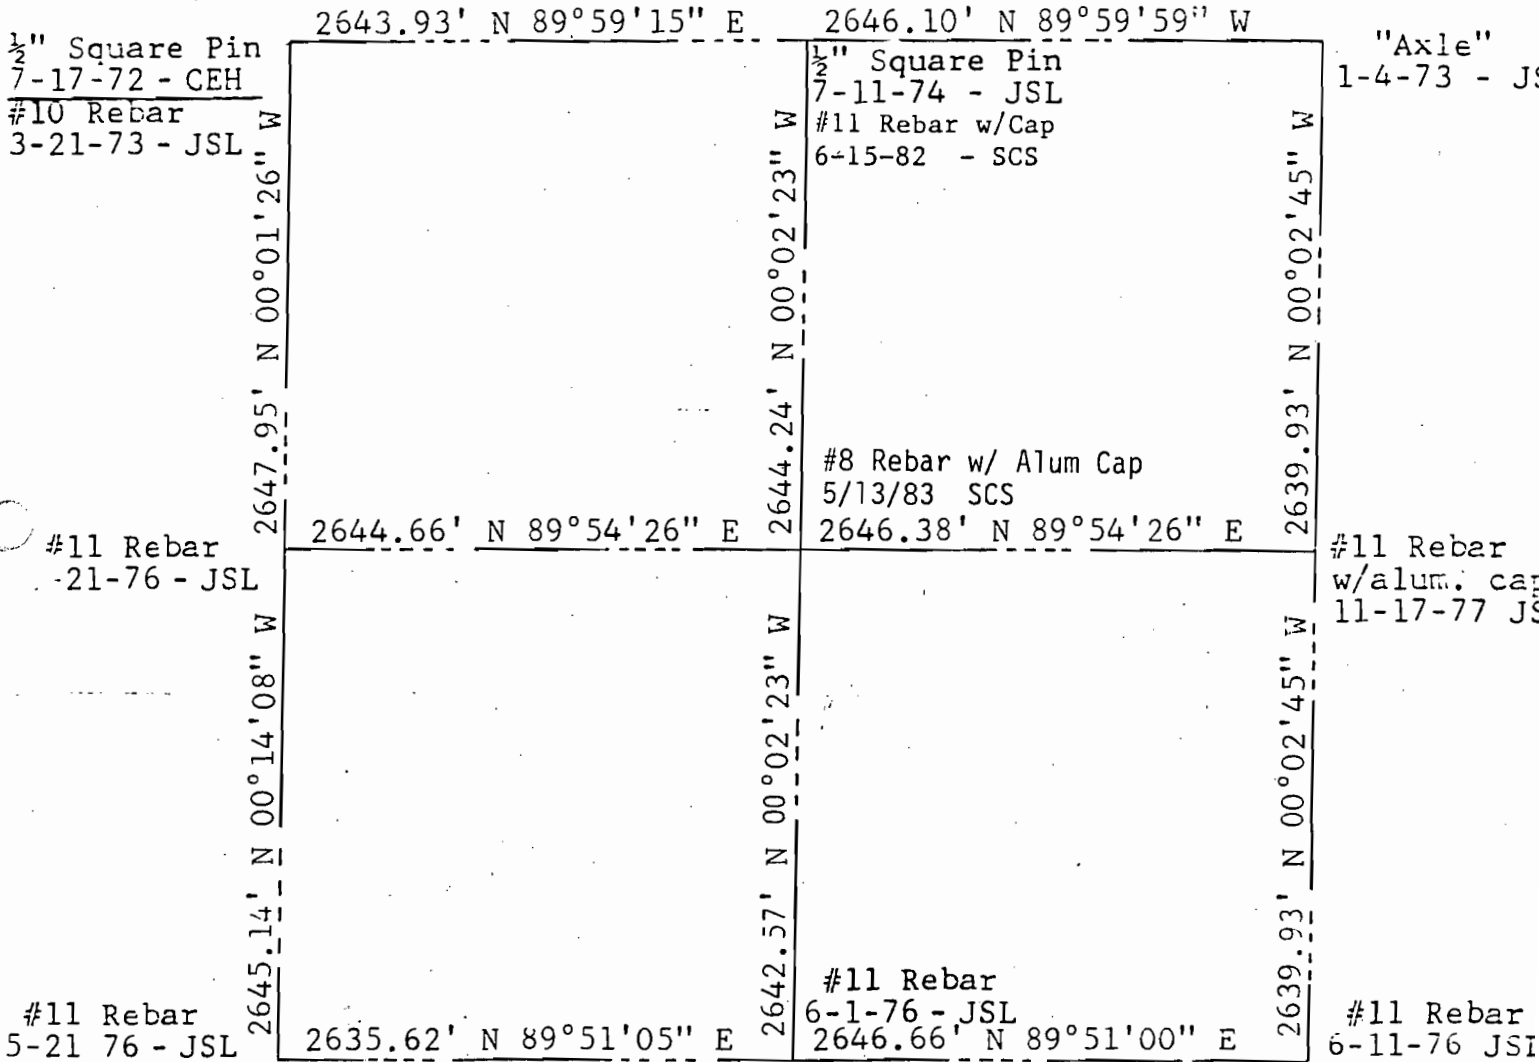 2643.93' N 89°59'15" E
2646.10' N 89°59'59" W
½" Square Pin
7-17-72 - CEH
#10 Rebar
3-21-73 - JSL
½" Square Pin
7-11-74 - JSL
#11 Rebar w/Cap
6-15-82 - SCS
"Axle"
1-4-73 -
2647.95' N 00°01'26" W
2644.24' N 00°02'23" W
2639.93' N 00°02'45" W
#8 Rebar w/ Alum Cap
5/13/83 SCS
2644.66' N 89°54'26" E
2646.38' N 89°54'26" E
#11 Rebar
-21-76 - JSL
#11 Rebar
w/alum. cap
11-17-77
2645.14' N 00°14'08" W
2642.57' N 00°02'23" W
2639.93' N 00°02'45" W
#11 Rebar
5-21 76 - JSL
#11 Rebar
6-1-76 - JSL
2635.62' N 89°51'05" E
2646.66' N 89°51'00" E
#11 Rebar
6-11-76 JSL